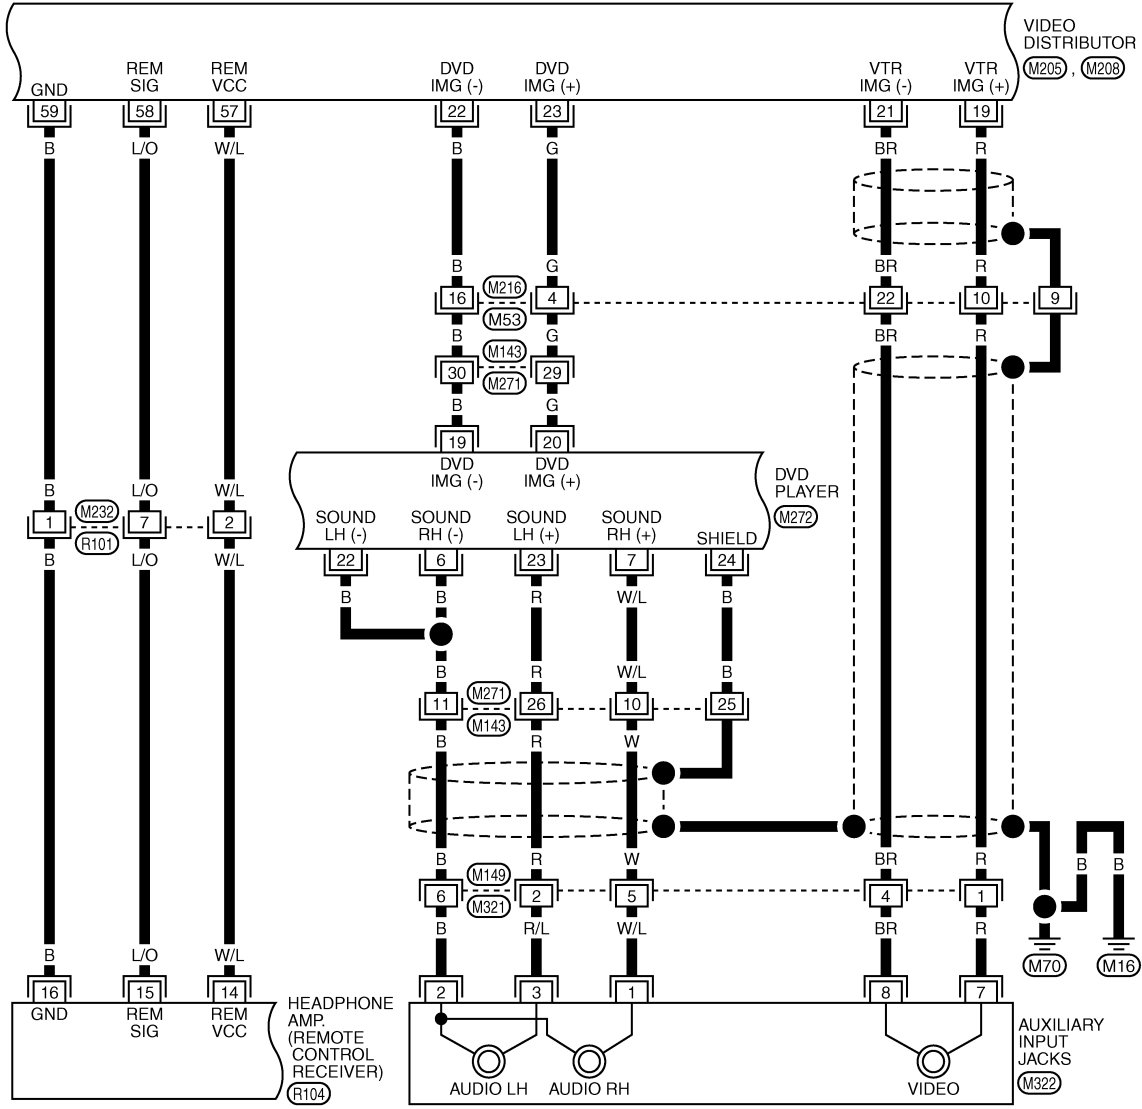 VIDEO
DISTRIBUTOR
M205 , M208
GND
REM
SIG
REM
VCC
DVD
IMG (-)
DVD
IMG (+)
VTR
IMG (-)
VTR
IMG (+)
59 58 57 22 23 21 19
B L/O W/L B G BR R
B G BR R
16 M216 4 22 10 9
M53
B G BR R
M143
30 29
M271
B G
19 20
DVD
IMG (-)
DVD
IMG (+)
DVD
PLAYER
M272
B L/O W/L
1 M232 7 2
R101
B L/O W/L
SOUND
LH (-)
SOUND
RH (-)
SOUND
LH (+)
SOUND
RH (+)
SHIELD
22 6 23 7 24
B B R W/L B
B R W/L B
11 M271 26 10 25
M143
B R W
B R W BR R B B
M149
6 2 5 4 1
M321
B R/L W/L BR R
M70 M16
B L/O W/L
16 15 14 2 3 1 8 7
GND
REM
SIG
REM
VCC
HEADPHONE
AMP.
(REMOTE
CONTROL
RECEIVER)
R104
AUDIO LH AUDIO RH VIDEO
AUXILIARY
INPUT
JACKS
M322